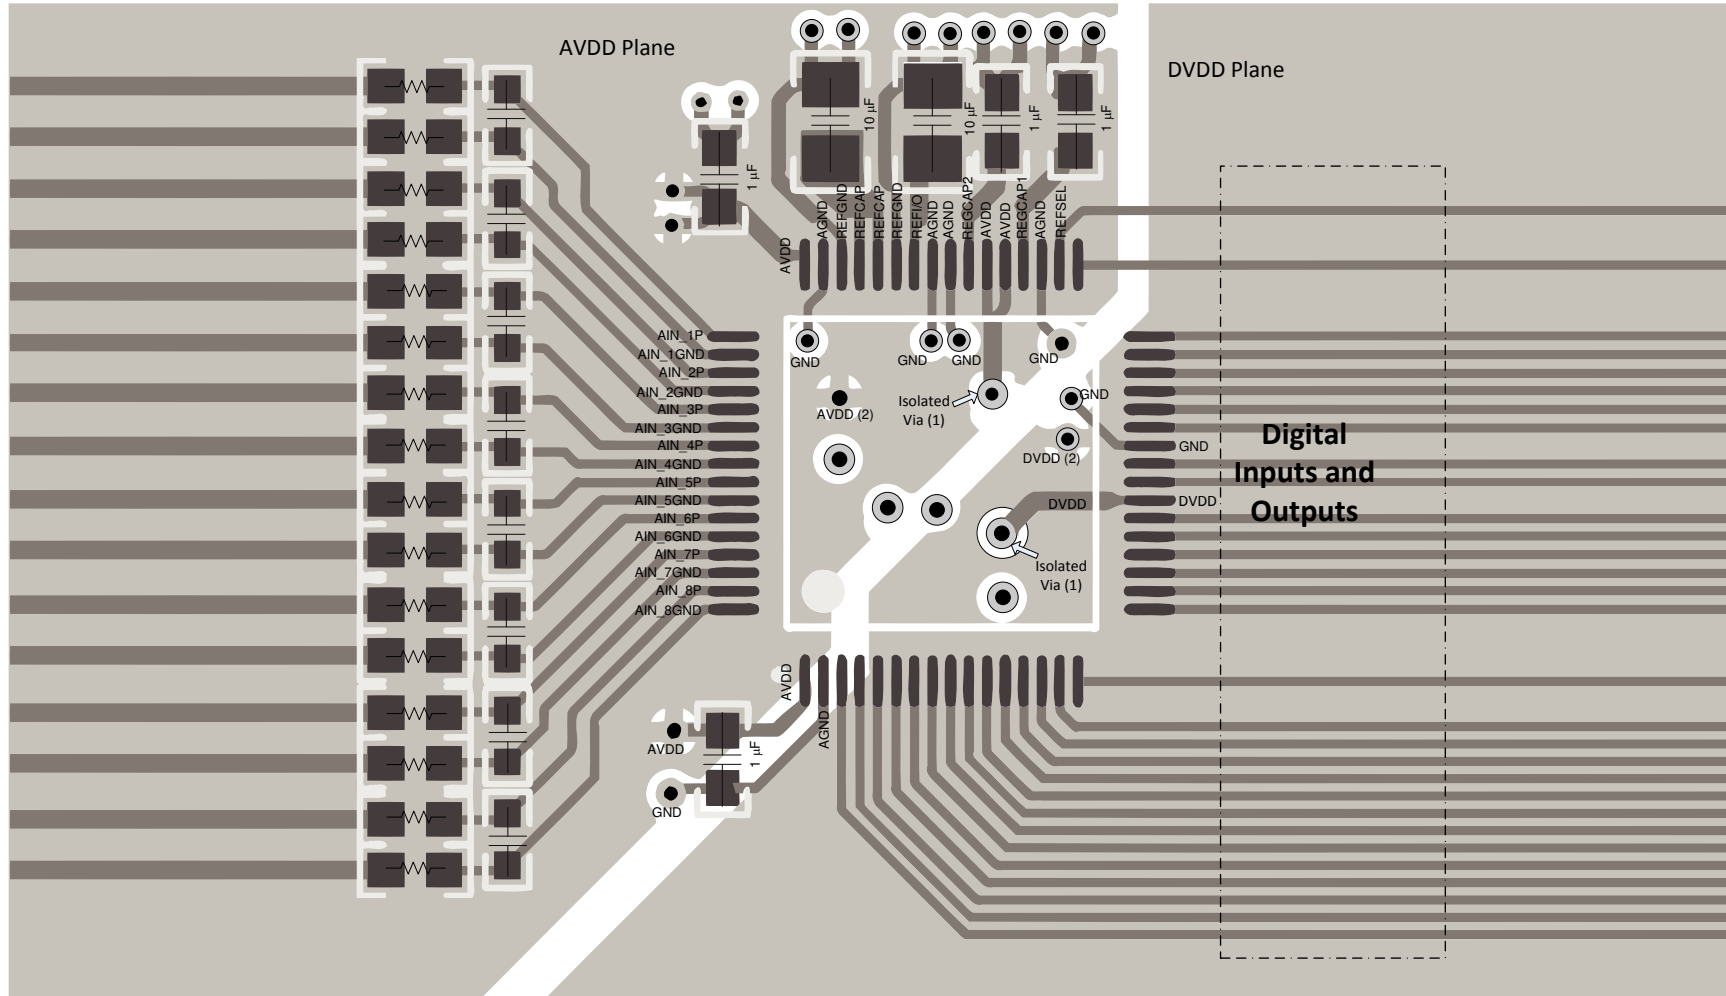 AVDD Plane
DVDD Plane
10 µF
10 µF
1 µF
1 µF
1 µF
AVDD
AGND
REFGND
REFCAP
REFCAP
REFGND
REFI/O
AGND
AGND
REGCAP2
AVDD
AVDD
REGCAP1
AGND
REFSEL
AIN_1P
AIN_1GND
AIN_2P
AIN_2GND
AIN_3P
AIN_3GND
AIN_4P
AIN_4GND
AIN_5P
AIN_5GND
AIN_6P
AIN_6GND
AIN_7P
AIN_7GND
AIN_8P
AIN_8GND
GND
GND
GND
GND
AVDD (2)
Isolated
Via (1)
GND
DVDD (2)
GND
DVDD
DVDD
Isolated
Via (1)
Digital
Inputs and
Outputs
AVDD
AGND
AVDD
GND
1 µF